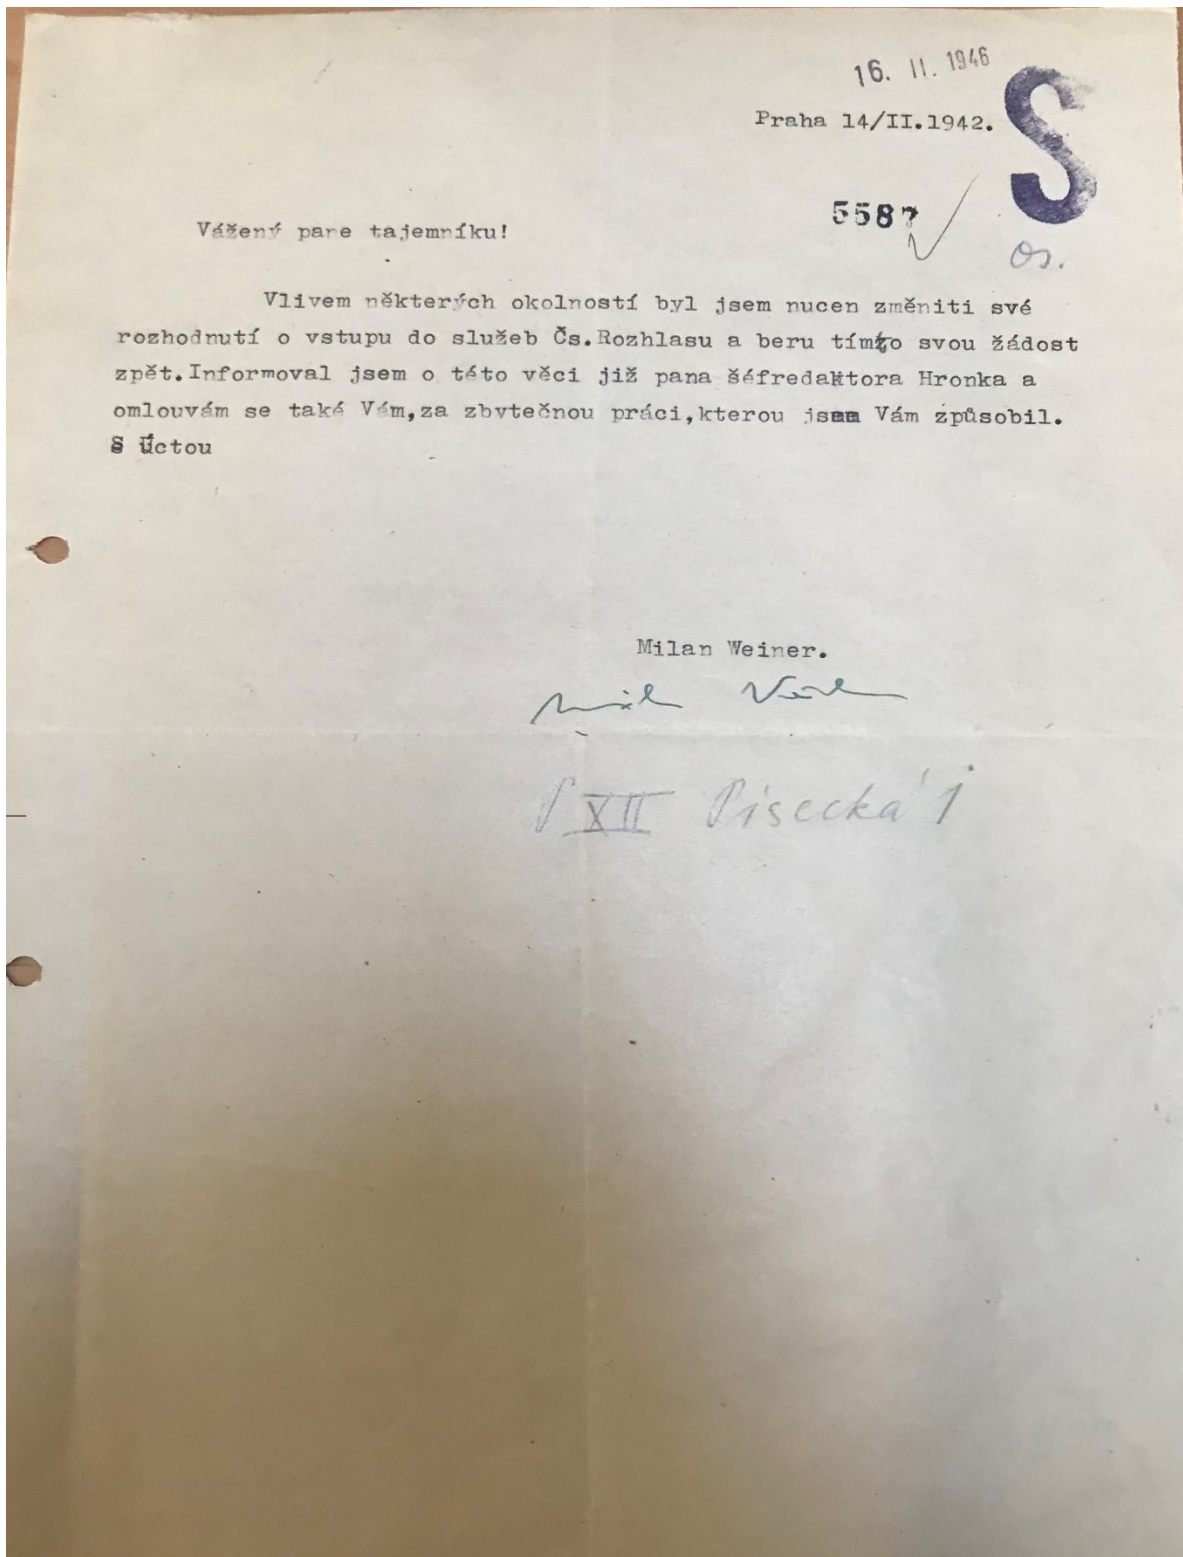 16. II. 1946
Praha 14/II.1942.
S
5587
os.
Vážený pane tajemníku!
Vlivem některých okolností byl jsem nucen změniti své
rozhodnutí o vstupu do služeb Čs.Rozhlasu a beru tímto svou žádost
zpět.Informoval jsem o této věci již pana šéfredaktora Hronka a
omlouvám se také Vám,za zbytečnou práci,kterou jsem Vám způsobil.
S Úctou
Milan Weiner.
Milan Weiner
P XII Písecká 1